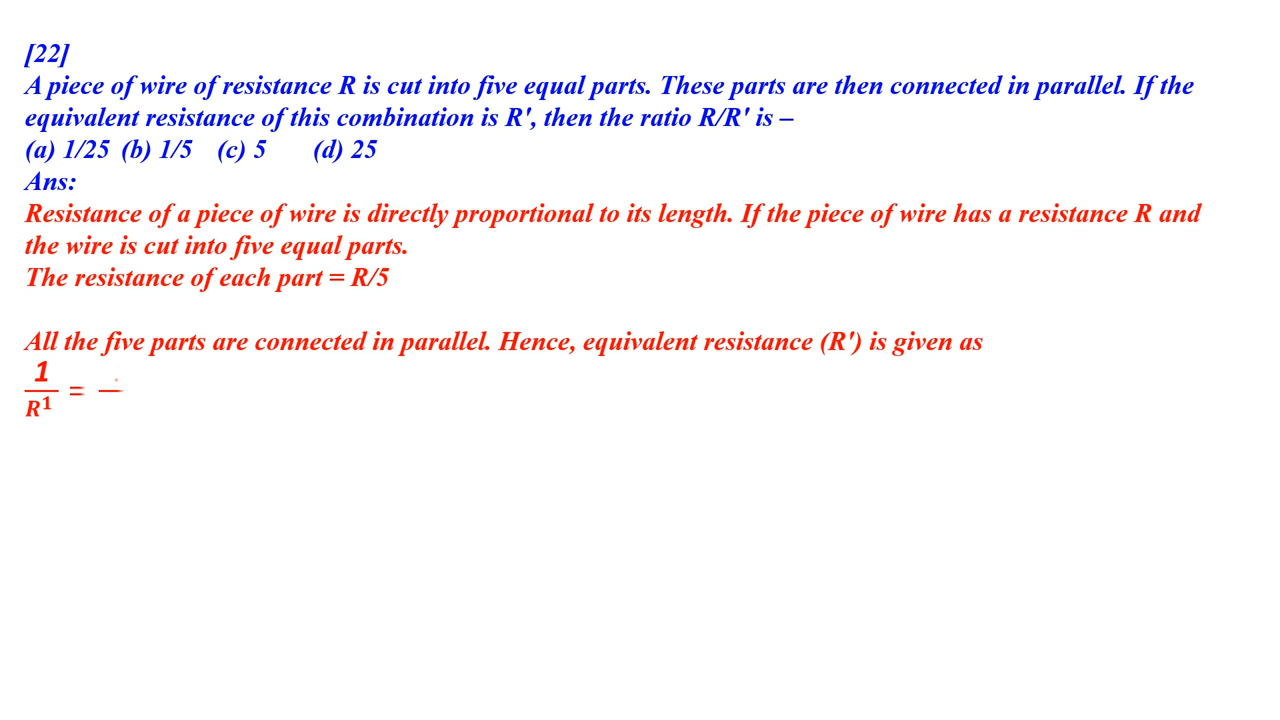 [22]
A piece of wire of resistance R is cut into five equal parts. These parts are then connected in parallel. If the
equivalent resistance of this combination is R', then the ratio R/R' is –
(a) 1/25 (b) 1/5 (c) 5 (d) 25
Ans:
Resistance of a piece of wire is directly proportional to its length. If the piece of wire has a resistance R and
the wire is cut into five equal parts.
The resistance of each part = R/5
All the five parts are connected in parallel. Hence, equivalent resistance (R') is given as
1
— = —
R¹